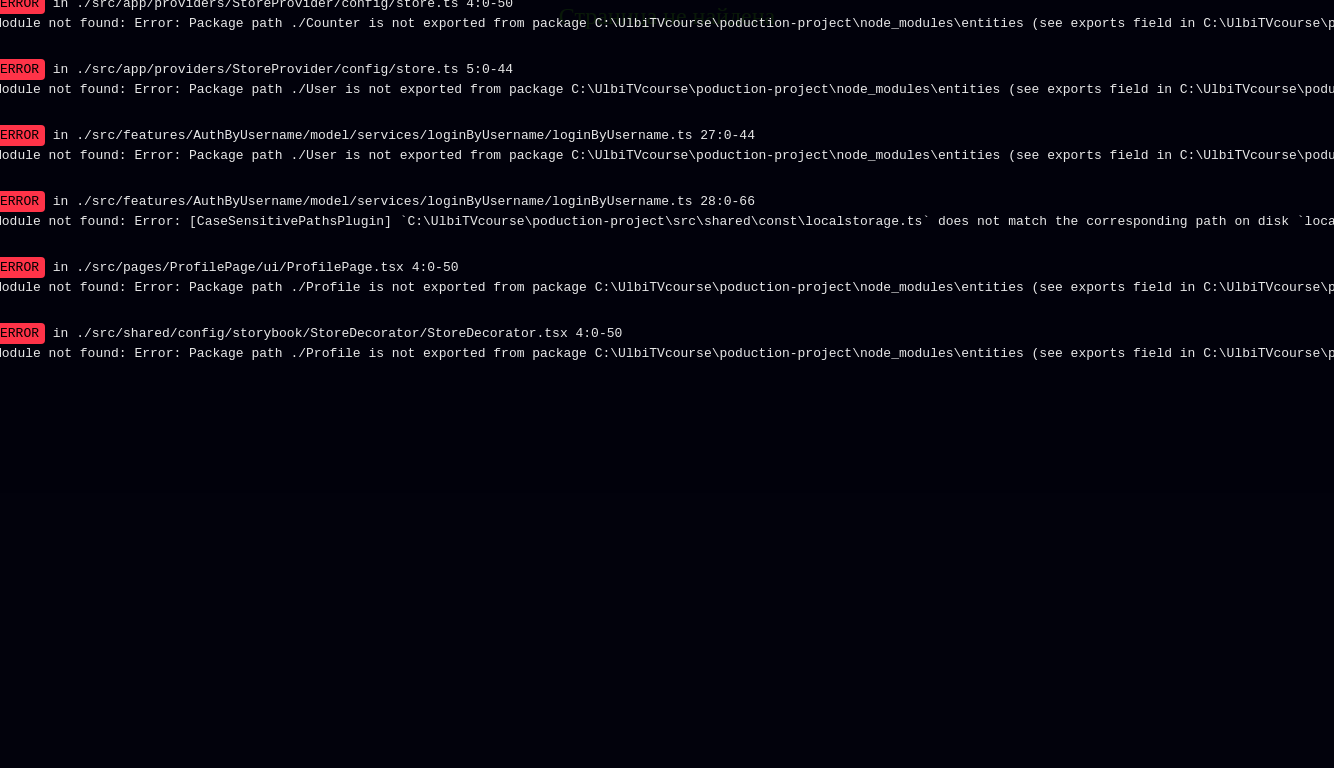 ERROR in ./src/app/providers/StoreProvider/config/store.ts 4:0-50
Страница не найдена
Module not found: Error: Package path ./Counter is not exported from package C:\UlbiTVcourse\poduction-project\node_modules\entities (see exports field in C:\UlbiTVcourse\p
ERROR in ./src/app/providers/StoreProvider/config/store.ts 5:0-44
Module not found: Error: Package path ./User is not exported from package C:\UlbiTVcourse\poduction-project\node_modules\entities (see exports field in C:\UlbiTVcourse\podu
ERROR in ./src/features/AuthByUsername/model/services/loginByUsername/loginByUsername.ts 27:0-44
Module not found: Error: Package path ./User is not exported from package C:\UlbiTVcourse\poduction-project\node_modules\entities (see exports field in C:\UlbiTVcourse\podu
ERROR in ./src/features/AuthByUsername/model/services/loginByUsername/loginByUsername.ts 28:0-66
Module not found: Error: [CaseSensitivePathsPlugin] `C:\UlbiTVcourse\poduction-project\src\shared\const\localstorage.ts` does not match the corresponding path on disk `loca
ERROR in ./src/pages/ProfilePage/ui/ProfilePage.tsx 4:0-50
Module not found: Error: Package path ./Profile is not exported from package C:\UlbiTVcourse\poduction-project\node_modules\entities (see exports field in C:\UlbiTVcourse\p
ERROR in ./src/shared/config/storybook/StoreDecorator/StoreDecorator.tsx 4:0-50
Module not found: Error: Package path ./Profile is not exported from package C:\UlbiTVcourse\poduction-project\node_modules\entities (see exports field in C:\UlbiTVcourse\p